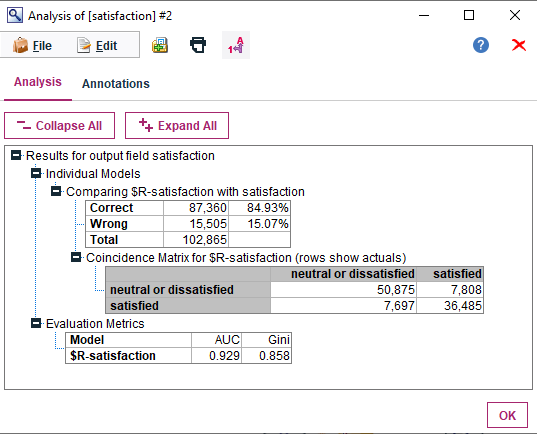 Analysis of [satisfaction] #2
File Edit
Analysis Annotations
Collapse All Expand All
Results for output field satisfaction
Individual Models
Comparing $R-satisfaction with satisfaction
Correct 87,360 84.93%
Wrong 15,505 15.07%
Total 102,865
Coincidence Matrix for $R-satisfaction (rows show actuals)
neutral or dissatisfied satisfied
neutral or dissatisfied 50,875 7,808
satisfied 7,697 36,485
Evaluation Metrics
Model AUC Gini
$R-satisfaction 0.929 0.858
OK